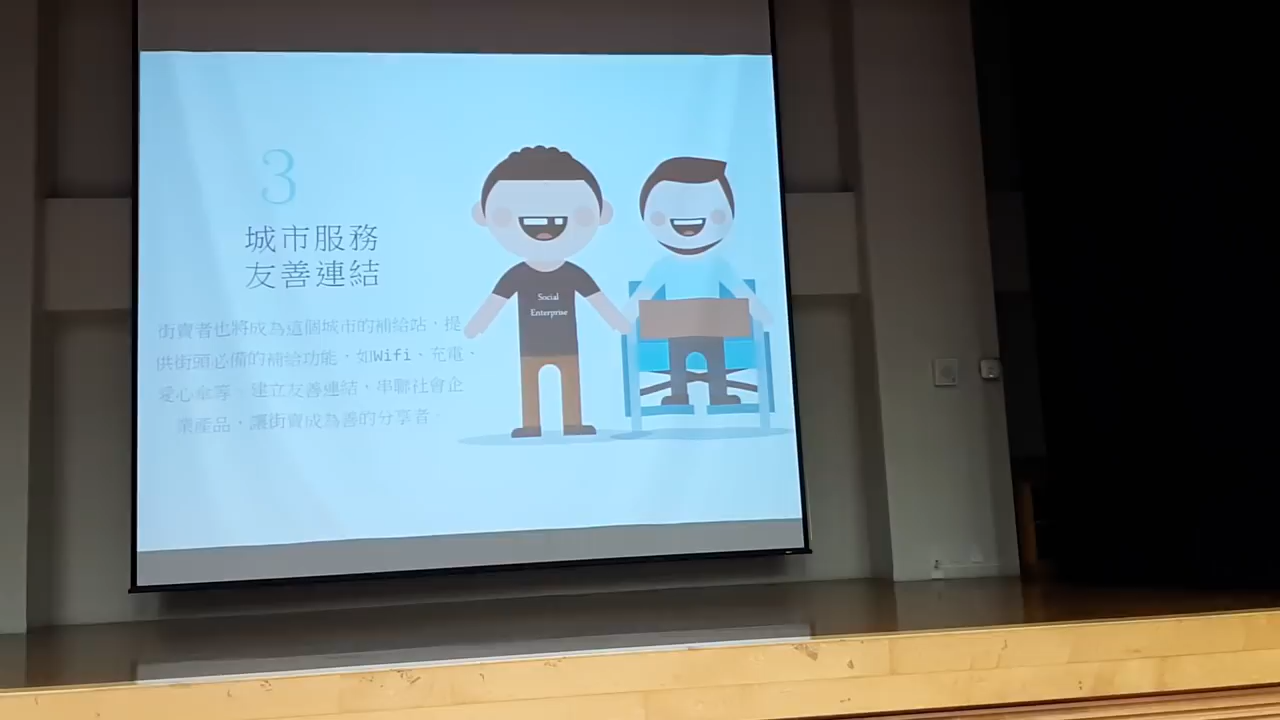 3
城市服務
友善連結
街賣者也將成為這個城市的補給站，提
供街頭必備的補給功能，如Wifi、充電、
愛心傘等。建立友善連結，串聯社會企
業產品，讓街賣成為善的分享者。
Social
Enterprise